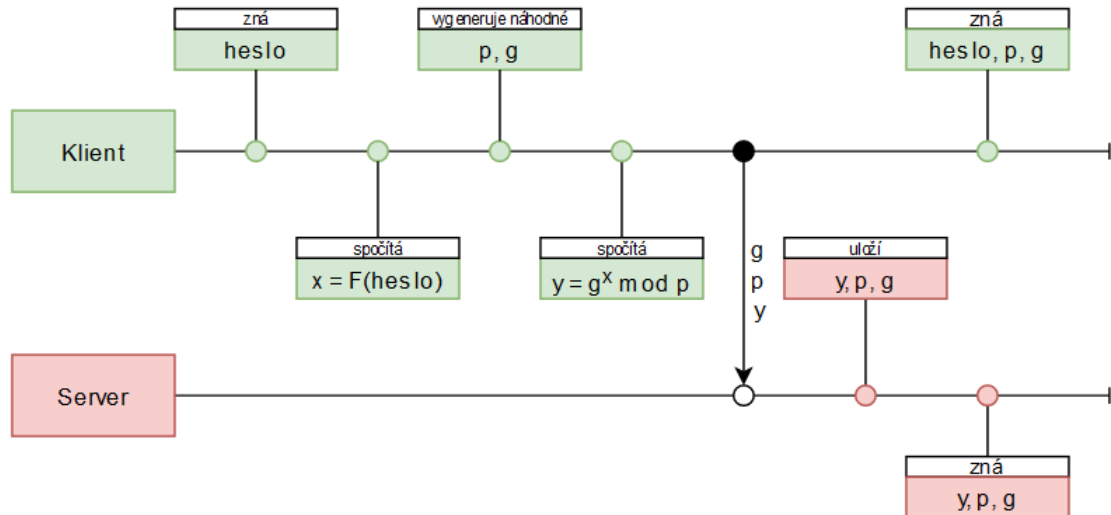 zná
heslo
vygeneruje náhodné
p, g
zná
heslo, p, g
Klient
spočítá
x = F(heslo)
spočítá
y = gˣ mod p
g
p
y
uloží
y, p, g
Server
zná
y, p, g